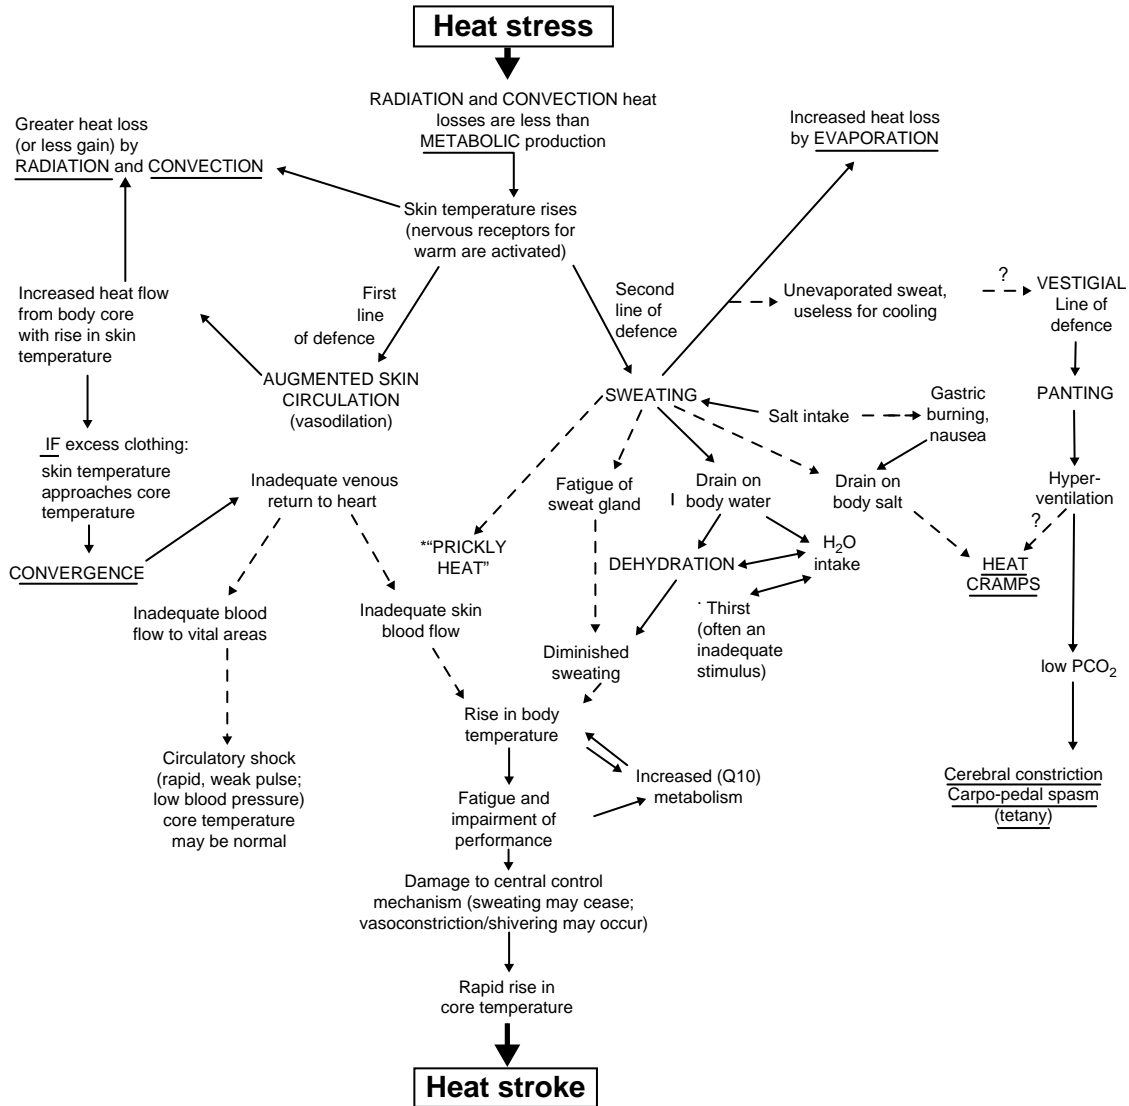 Heat stress
RADIATION and CONVECTION heat
losses are less than
METABOLIC production
Greater heat loss
(or less gain) by
RADIATION and CONVECTION
Increased heat loss
by EVAPORATION
Skin temperature rises
(nervous receptors for
warm are activated)
Increased heat flow
from body core
with rise in skin
temperature
First
line
of defence
Second
line of
defence
Unevaporated sweat,
useless for cooling
?
VESTIGIAL
Line of
defence
AUGMENTED SKIN
CIRCULATION
(vasodilation)
SWEATING
Salt intake
Gastric
burning,
nausea
PANTING
IF excess clothing:
skin temperature
approaches core
temperature
Inadequate venous
return to heart
Fatigue of
sweat gland
Drain on
body water
Drain on
body salt
Hyper-
ventilation
?
CONVERGENCE
*“PRICKLY
HEAT”
DEHYDRATION
H2O
intake
HEAT
CRAMPS
Inadequate blood
flow to vital areas
Inadequate skin
blood flow
Thirst
(often an
inadequate
stimulus)
Diminished
sweating
low PCO2
Rise in body
temperature
Circulatory shock
(rapid, weak pulse;
low blood pressure)
core temperature
may be normal
Increased (Q10)
metabolism
Cerebral constriction
Carpo-pedal spasm
(tetany)
Fatigue and
impairment of
performance
Damage to central control
mechanism (sweating may cease;
vasoconstriction/shivering may occur)
Rapid rise in
core temperature
Heat stroke